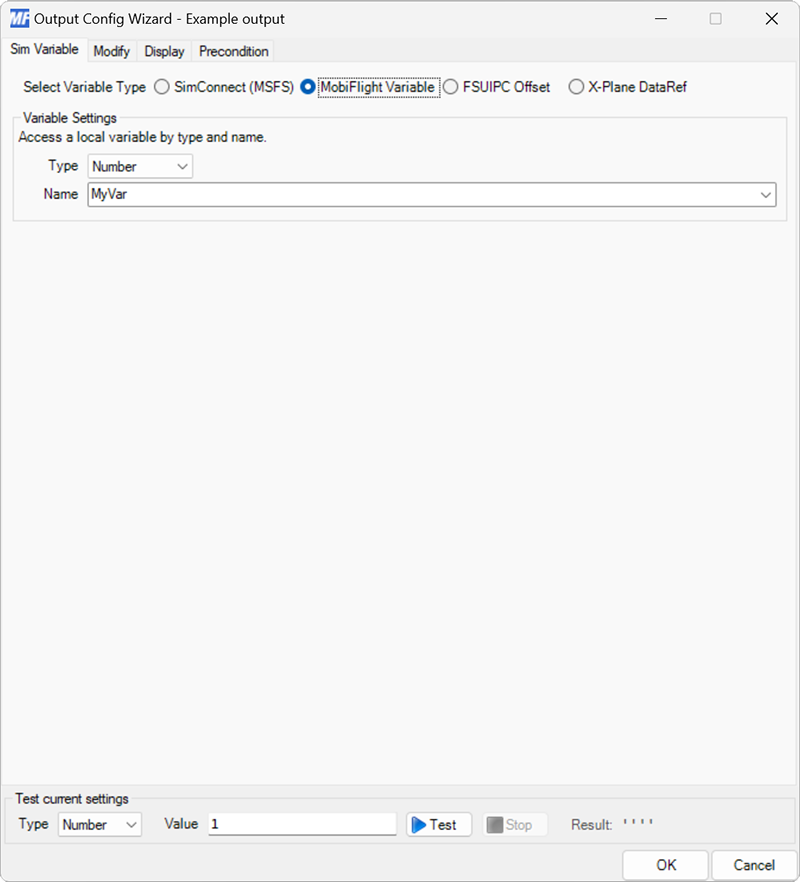 MF Output Config Wizard - Example output
Sim Variable Modify Display Precondition
Select Variable Type SimConnect (MSFS) MobiFlight Variable FSUIPC Offset X-Plane DataRef
Variable Settings
Access a local variable by type and name.
Type Number
Name MyVar
Test current settings
Type Number Value 1 Test Stop Result: ' ' ' '
OK Cancel